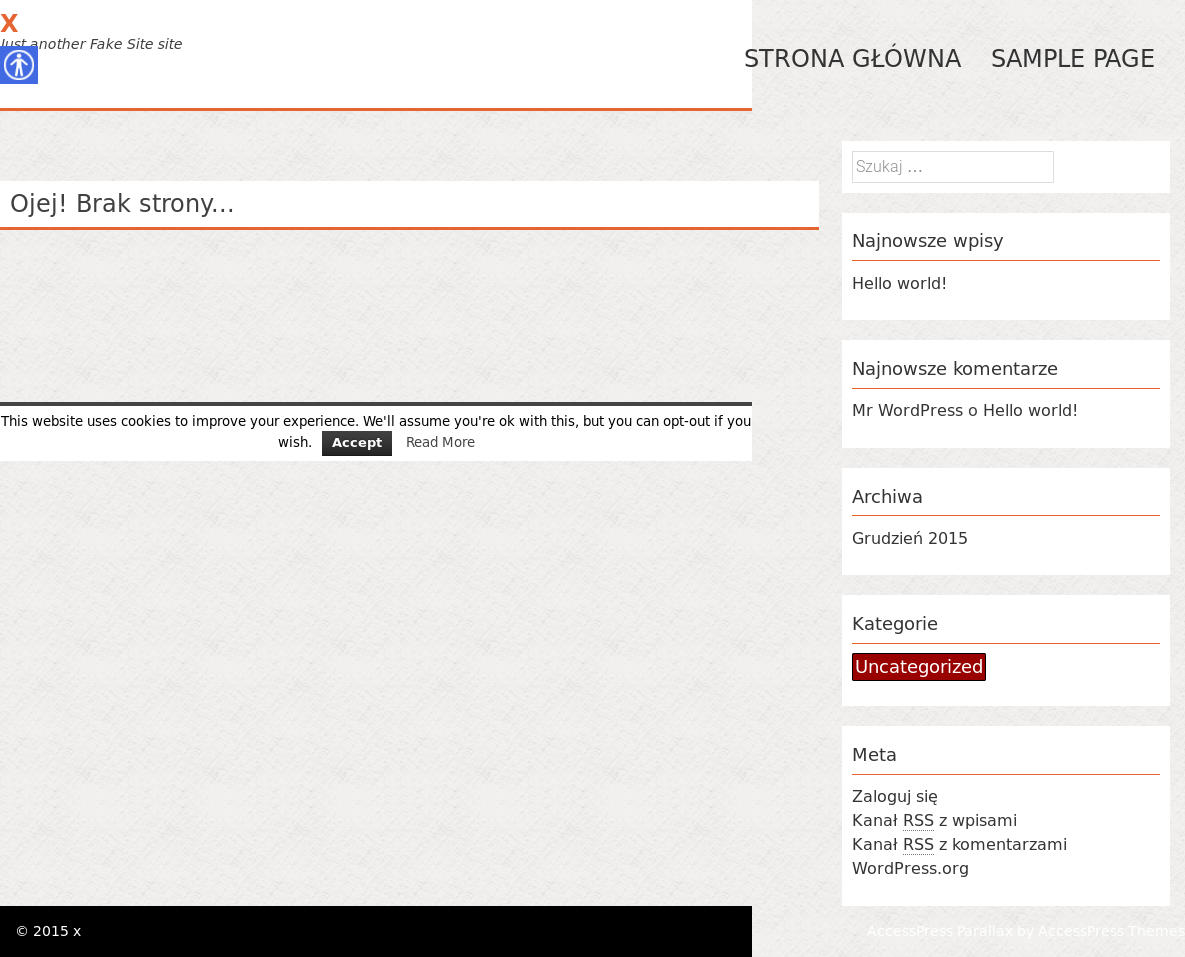 X
Just another Fake Site site
STRONA GŁÓWNA SAMPLE PAGE
Ojej! Brak strony...
This website uses cookies to improve your experience. We'll assume you're ok with this, but you can opt-out if you
wish. Accept Read More
Szukaj ...
Najnowsze wpisy
Hello world!
Najnowsze komentarze
Mr WordPress o Hello world!
Archiwa
Grudzień 2015
Kategorie
Uncategorized
Meta
Zaloguj się
Kanał RSS z wpisami
Kanał RSS z komentarzami
WordPress.org
© 2015 x
AccessPress Parallax by AccessPress Themes